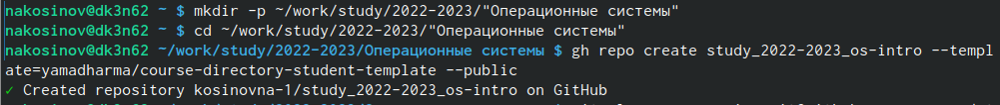 nakosinov@dk3n62 ~ $ mkdir -p ~/work/study/2022-2023/"Операционные системы"
nakosinov@dk3n62 ~ $ cd ~/work/study/2022-2023/"Операционные системы"
nakosinov@dk3n62 ~/work/study/2022-2023/Операционные системы $ gh repo create study_2022-2023_os-intro --templ
ate=yamadharma/course-directory-student-template --public
✓ Created repository kosinovna-1/study_2022-2023_os-intro on GitHub